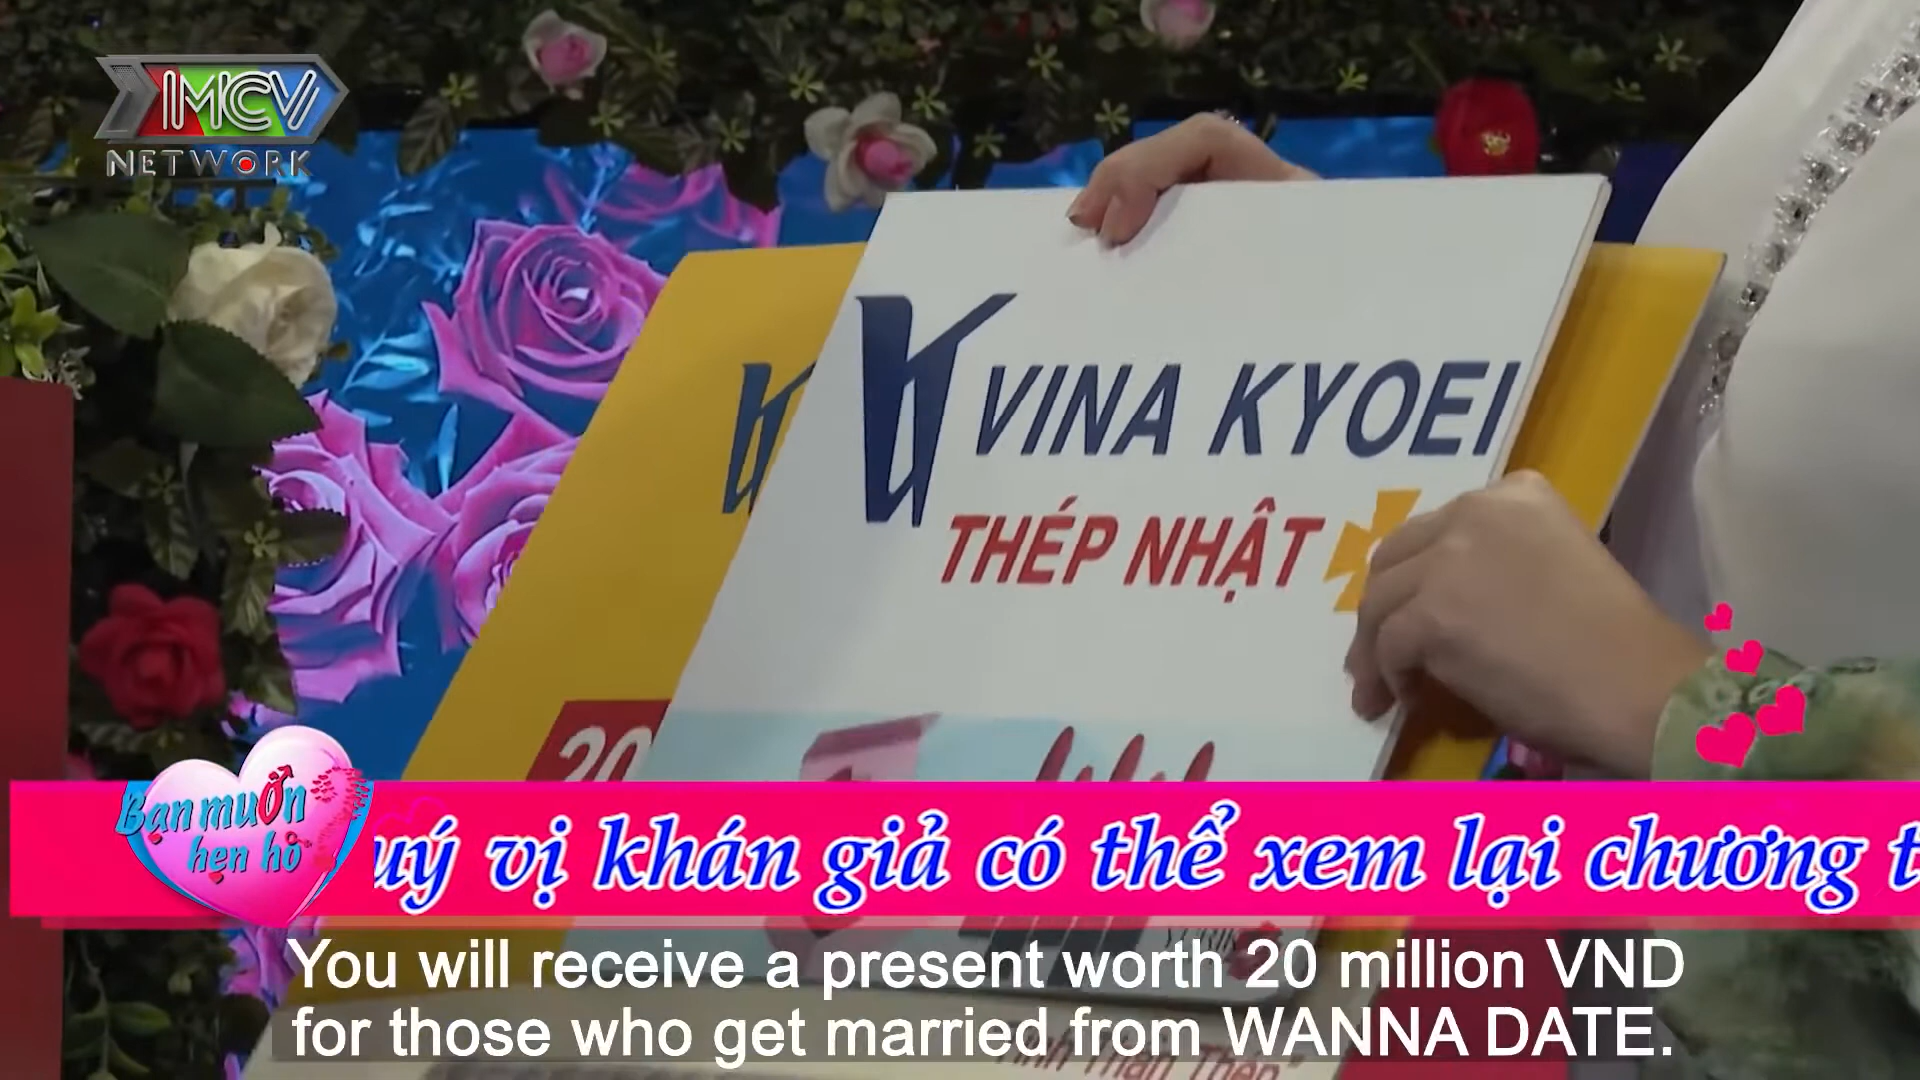 MCV
NETWORK
VINA KYOEI
THÉP NHẬT
20
Bạn muốn
hẹn hò
uý vị khán giả có thể xem lại chương t
You will receive a present worth 20 million VND
for those who get married from WANNA DATE.